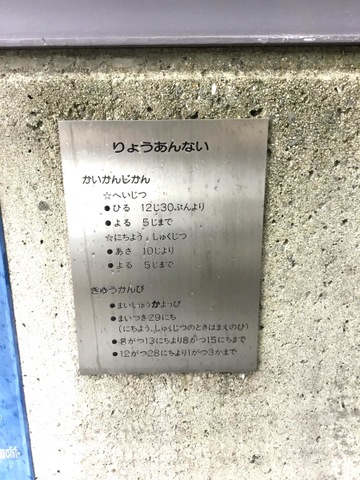 りょうあんない
かいかんじかん
☆へいじつ
●ひる 12じ30ぷんより
●よる 5じまで
☆にちよう、しゅくじつ
●あさ 10じより
●よる 5じまで
きゅうかんび
●まいしゅうかようび
●まいつき29にち
(にちよう、しゅくじつのときはまえのひ)
●8がつ13にちより8がつ15にちまで
●12がつ28にちより1がつ3かまで